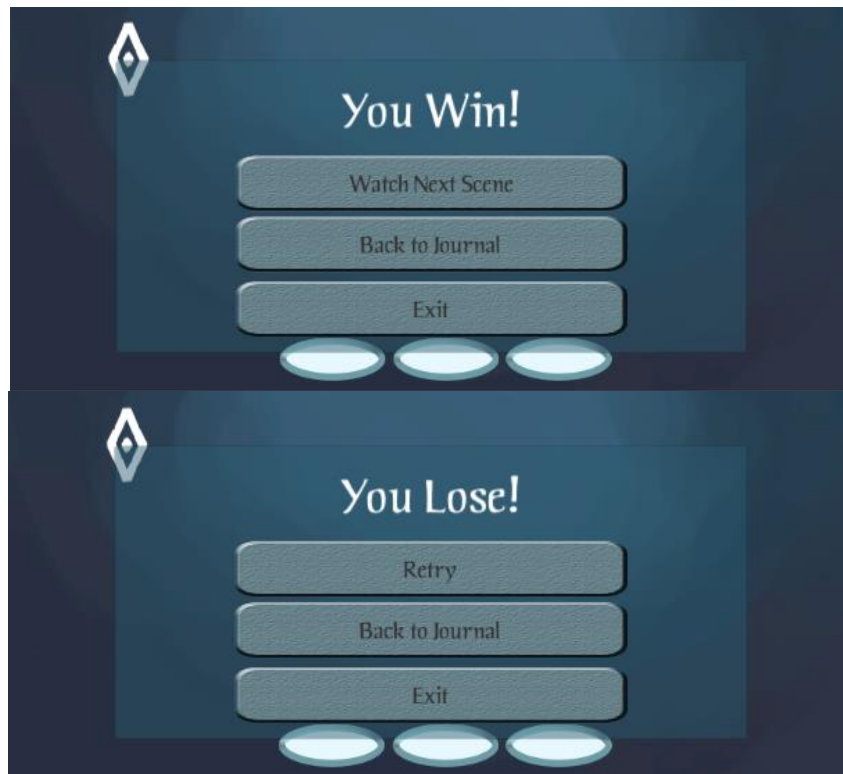 You Win!
Watch Next Scene
Back to Journal
Exit
You Lose!
Retry
Back to Journal
Exit